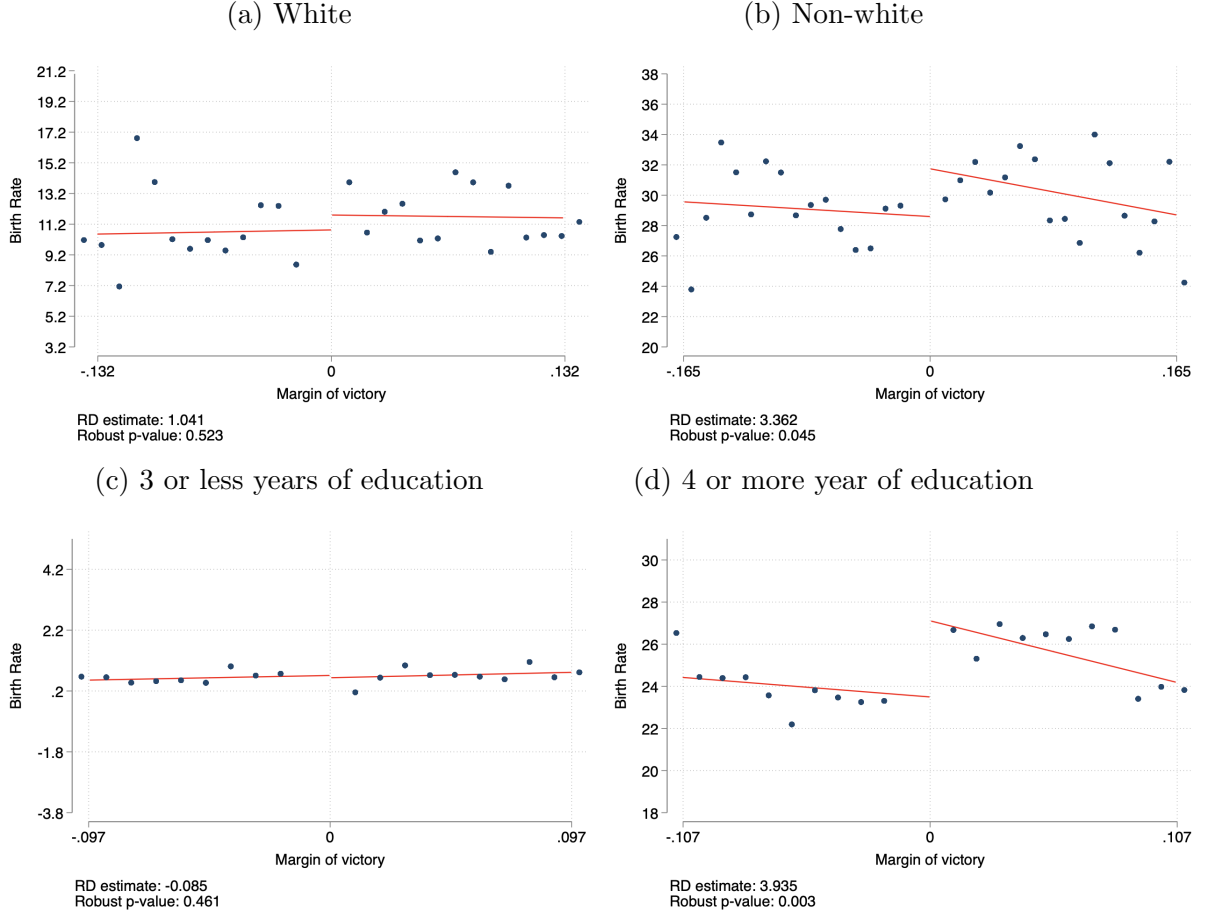 (a) White
21.2
19.2
17.2
15.2
13.2
11.2
9.2
7.2
5.2
3.2
Birth Rate
-.132
0
.132
Margin of victory
RD estimate: 1.041
Robust p-value: 0.523
(b) Non-white
38
36
34
32
30
28
26
24
22
20
Birth Rate
-.165
0
.165
Margin of victory
RD estimate: 3.362
Robust p-value: 0.045
(c) 3 or less years of education
4.2
2.2
.2
-1.8
-3.8
Birth Rate
-.097
0
.097
Margin of victory
RD estimate: -0.085
Robust p-value: 0.461
(d) 4 or more year of education
30
28
26
24
22
20
18
Birth Rate
-.107
0
.107
Margin of victory
RD estimate: 3.935
Robust p-value: 0.003